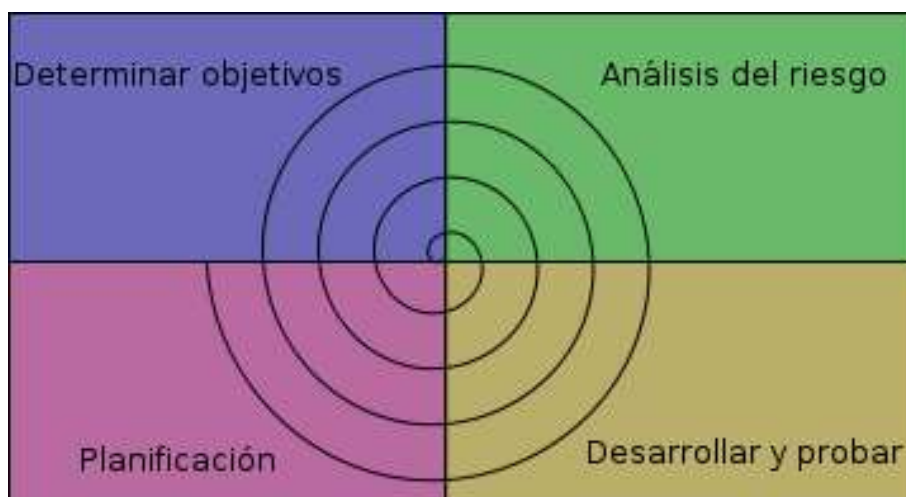 Determinar objetivos
Análisis del riesgo
Planificación
Desarrollar y probar